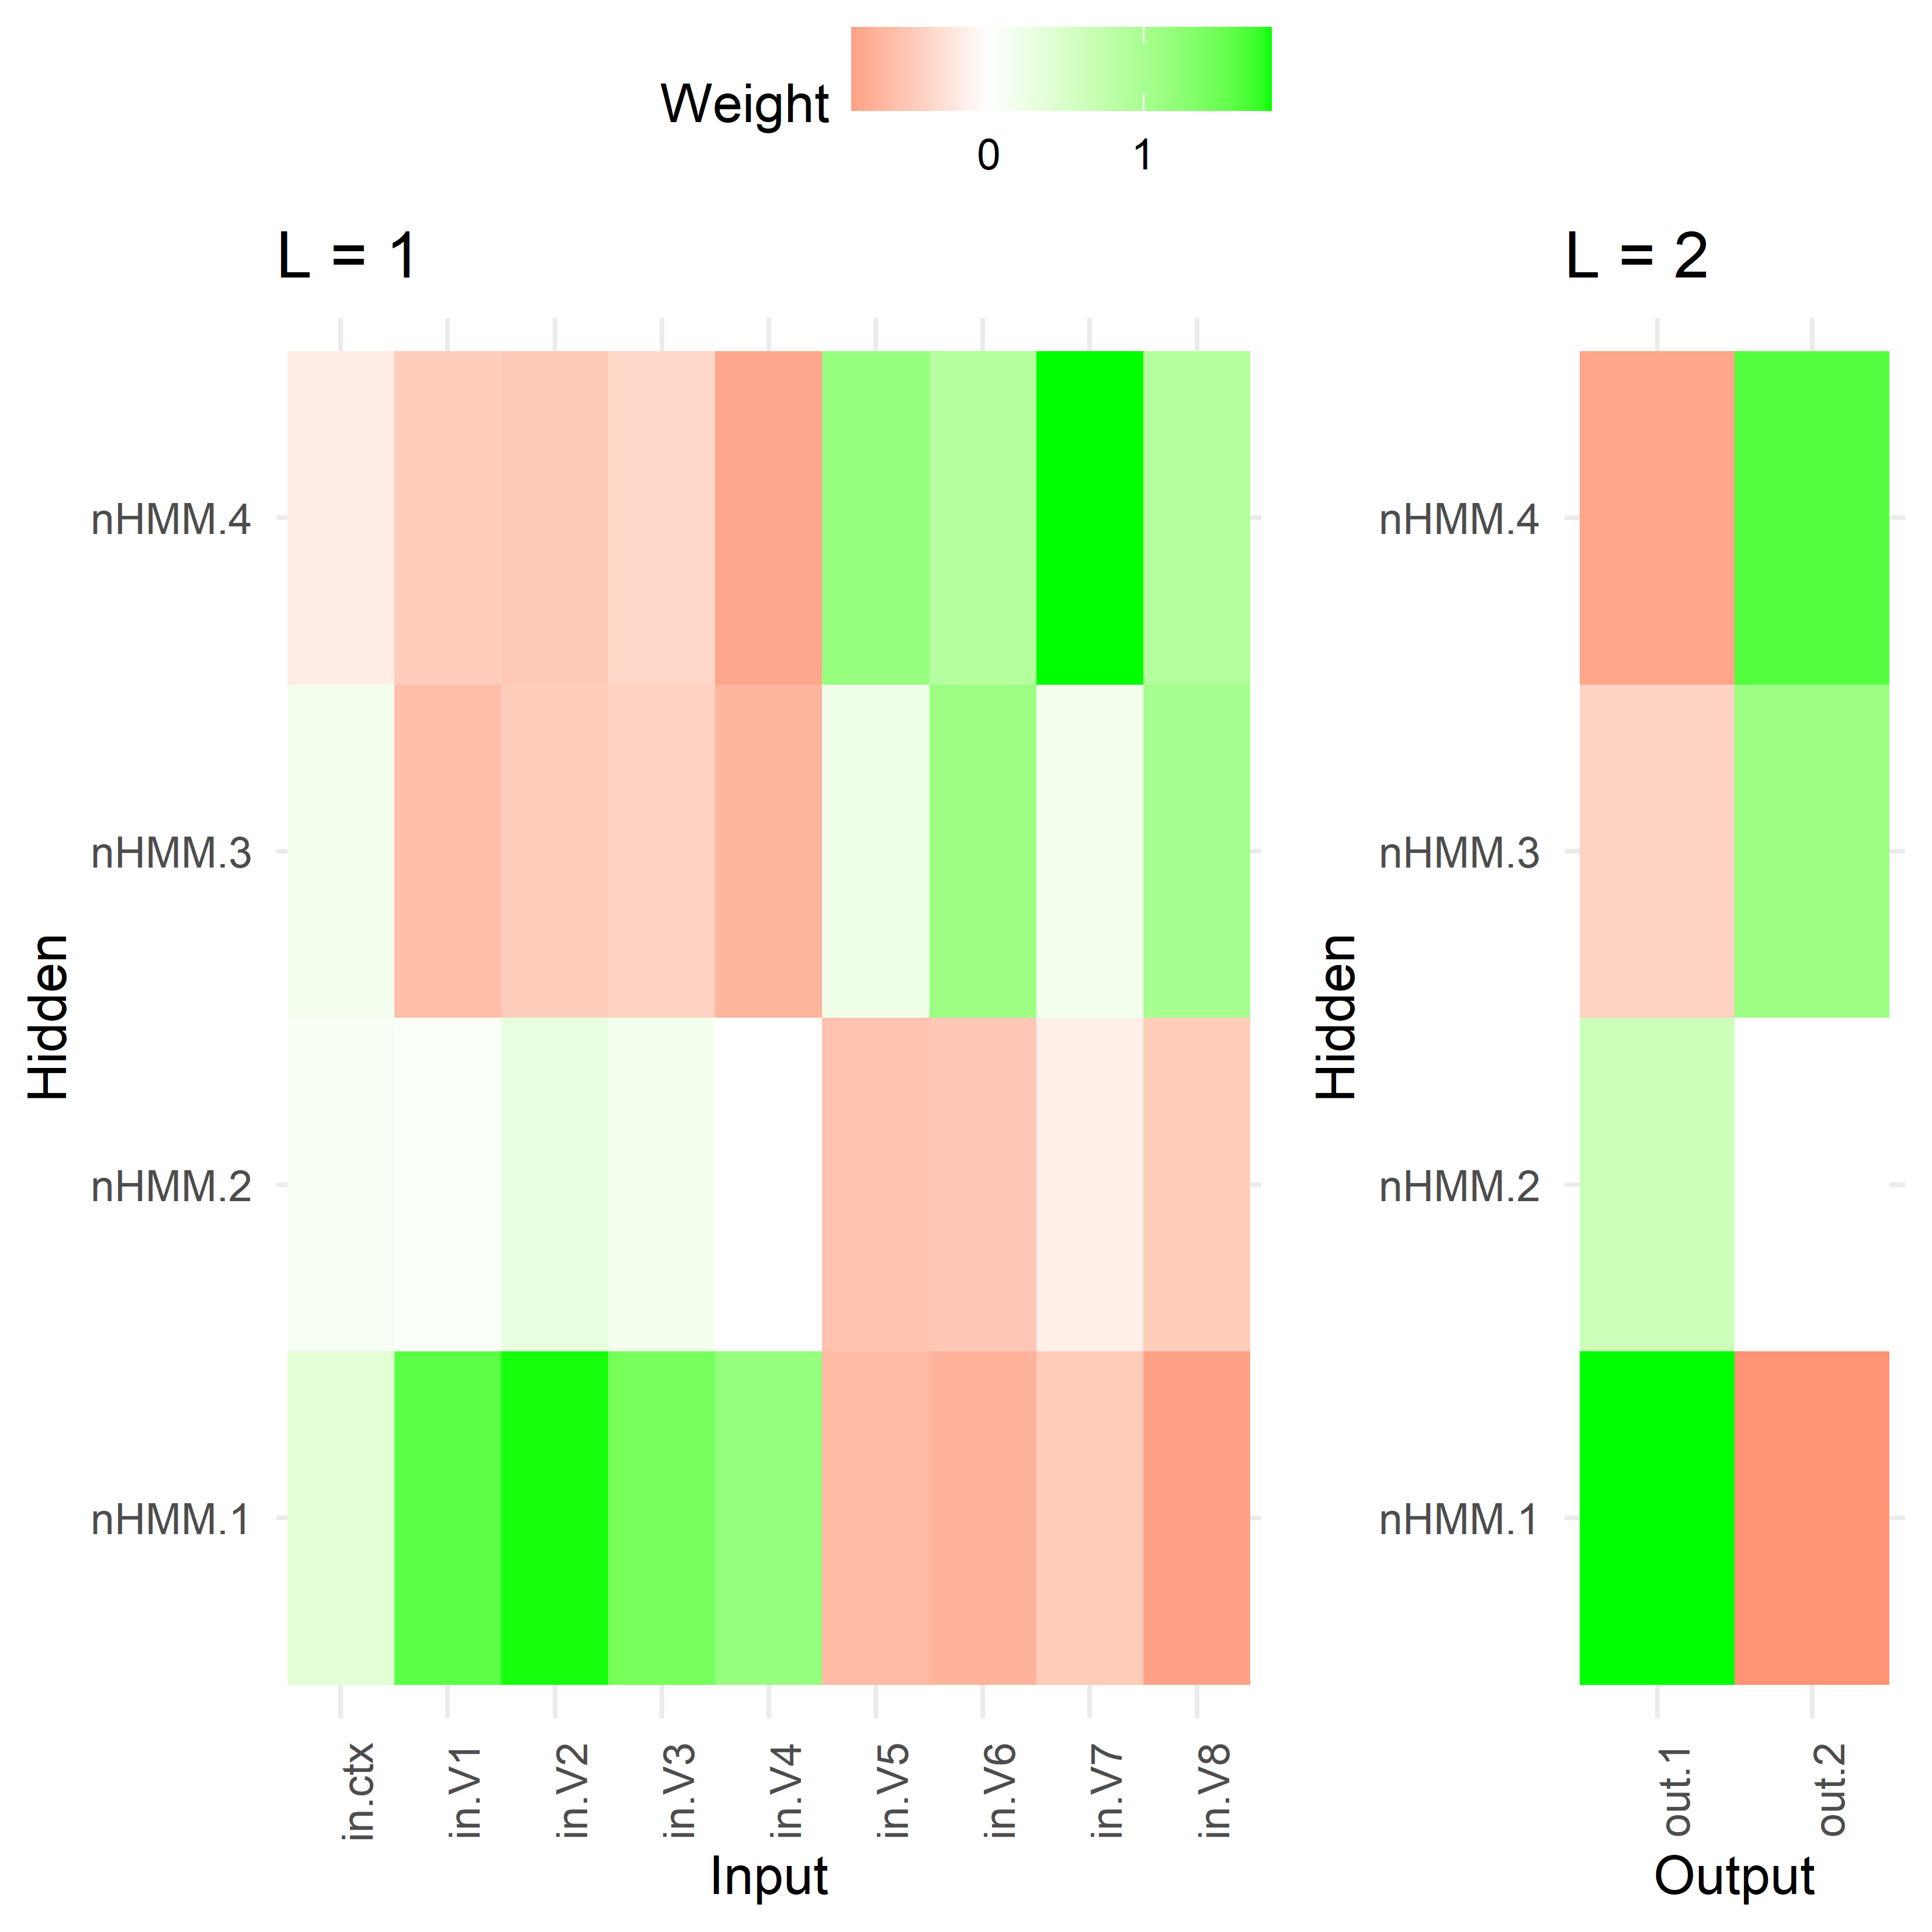 Weight
0 1
L = 1
L = 2
Hidden
nHMM.4
nHMM.3
nHMM.2
nHMM.1
in.ctx in.V1 in.V2 in.V3 in.V4 in.V5 in.V6 in.V7 in.V8
Input
Hidden
nHMM.4
nHMM.3
nHMM.2
nHMM.1
out.1 out.2
Output